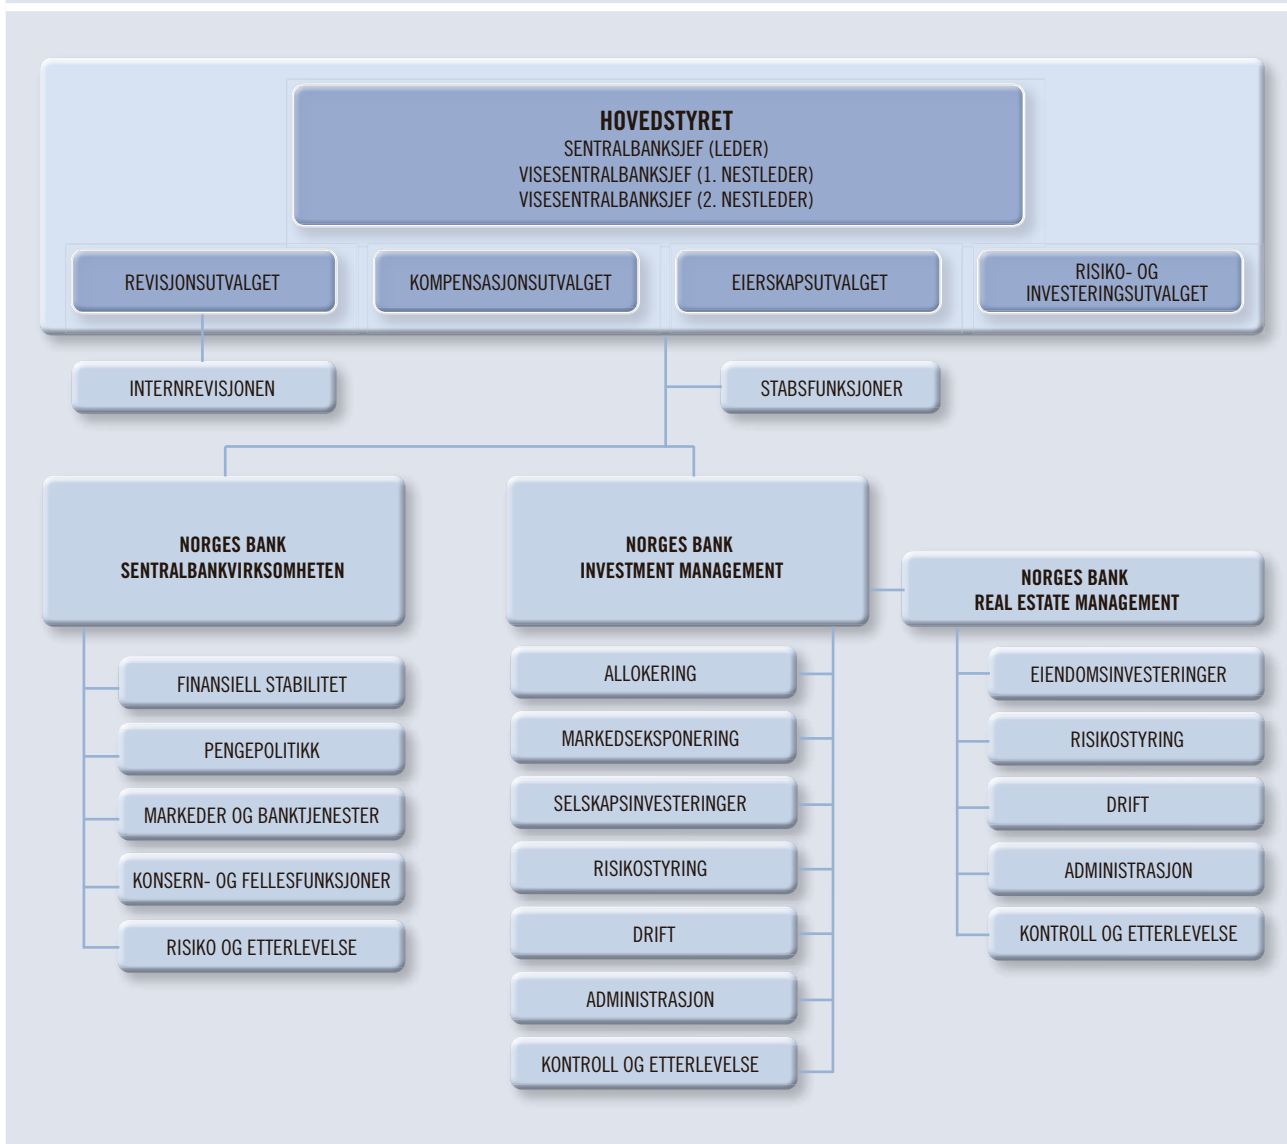 HOVEDSTYRET
SENTRALBANKSJEF (LEDER)
VISESENTRALBANKSJEF (1. NESTLEDER)
VISESENTRALBANKSJEF (2. NESTLEDER)
REVISJONSUTVALGET
KOMPENSASJONSUTVALGET
EIERSKAPSUTVALGET
RISIKO- OG
INVESTERINGSUTVALGET
INTERNREVISJONEN
STABSFUNKSJONER
NORGES BANK
SENTRALBANKVIRKSOMHETEN
FINANSIELL STABILITET
PENGEPOLITIKK
MARKEDER OG BANKTJENESTER
KONSERN- OG FELLESFUNKSJONER
RISIKO OG ETTERLEVELSE
NORGES BANK
INVESTMENT MANAGEMENT
ALLOKERING
MARKEDSEKSPONERING
SELSKAPSINVESTERINGER
RISIKOSTYRING
DRIFT
ADMINISTRASJON
KONTROLL OG ETTERLEVELSE
NORGES BANK
REAL ESTATE MANAGEMENT
EIENDOMSINVESTERINGER
RISIKOSTYRING
DRIFT
ADMINISTRASJON
KONTROLL OG ETTERLEVELSE